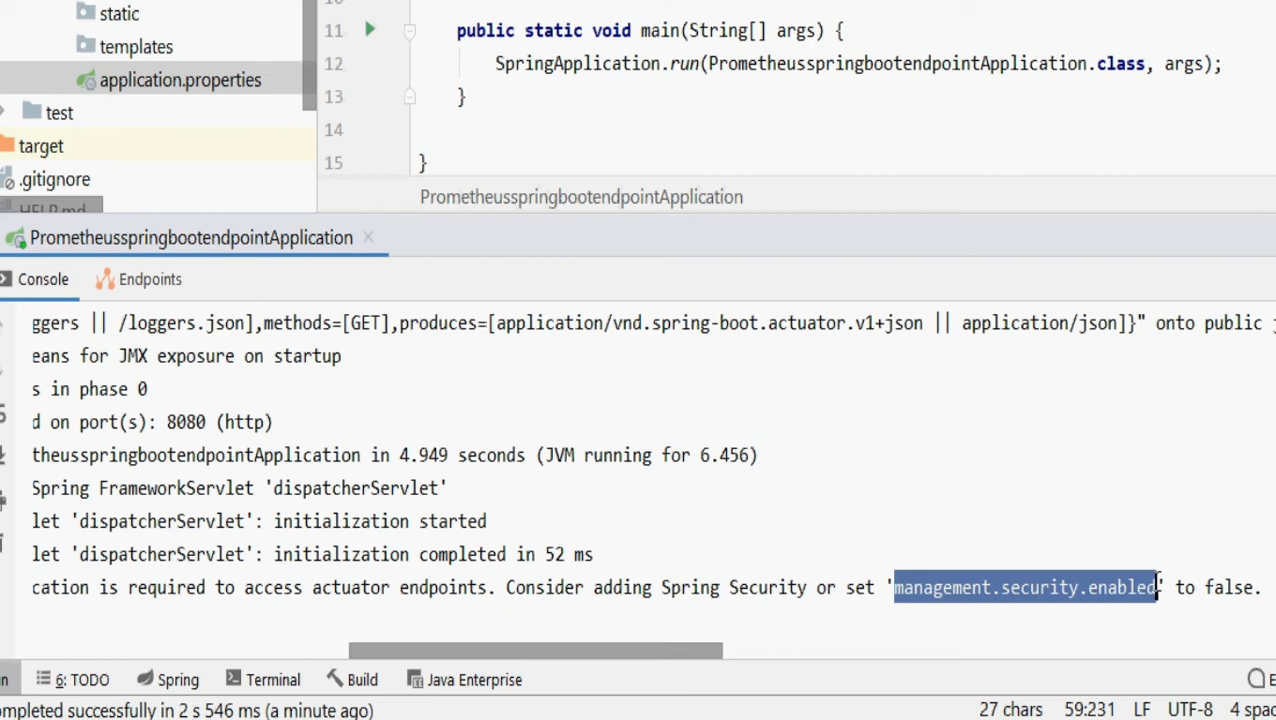 static
templates
application.properties
test
target
.gitignore
HELP.md
11 public static void main(String[] args) {
12 SpringApplication.run(PrometheusspringbootendpointApplication.class, args);
13 }
14
15 }
PrometheusspringbootendpointApplication
PrometheusspringbootendpointApplication ×
Console Endpoints
ggers || /loggers.json],methods=[GET],produces=[application/vnd.spring-boot.actuator.v1+json || application/json]}" onto public
eans for JMX exposure on startup
s in phase 0
d on port(s): 8080 (http)
theusspringbootendpointApplication in 4.949 seconds (JVM running for 6.456)
Spring FrameworkServlet 'dispatcherServlet'
let 'dispatcherServlet': initialization started
let 'dispatcherServlet': initialization completed in 52 ms
cation is required to access actuator endpoints. Consider adding Spring Security or set 'management.security.enabled' to false.
6: TODO Spring Terminal Build Java Enterprise
ompleted successfully in 2 s 546 ms (a minute ago) 27 chars 59:231 LF UTF-8 4 spac